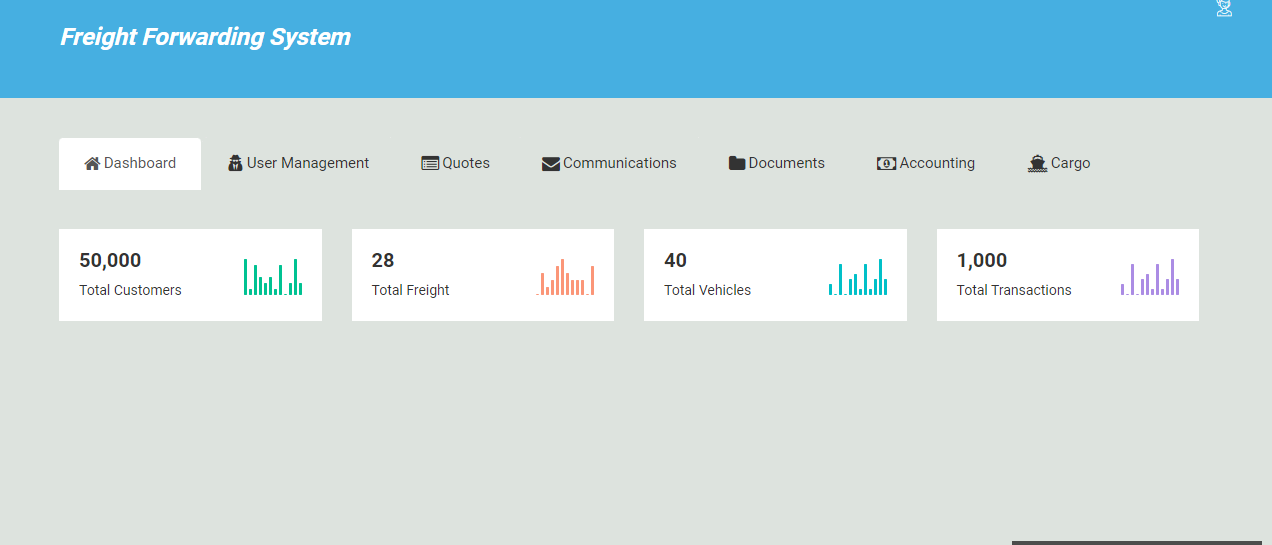 Freight Forwarding System
Dashboard User Management Quotes Communications Documents Accounting Cargo
50,000 28 40 1,000
Total Customers Total Freight Total Vehicles Total Transactions